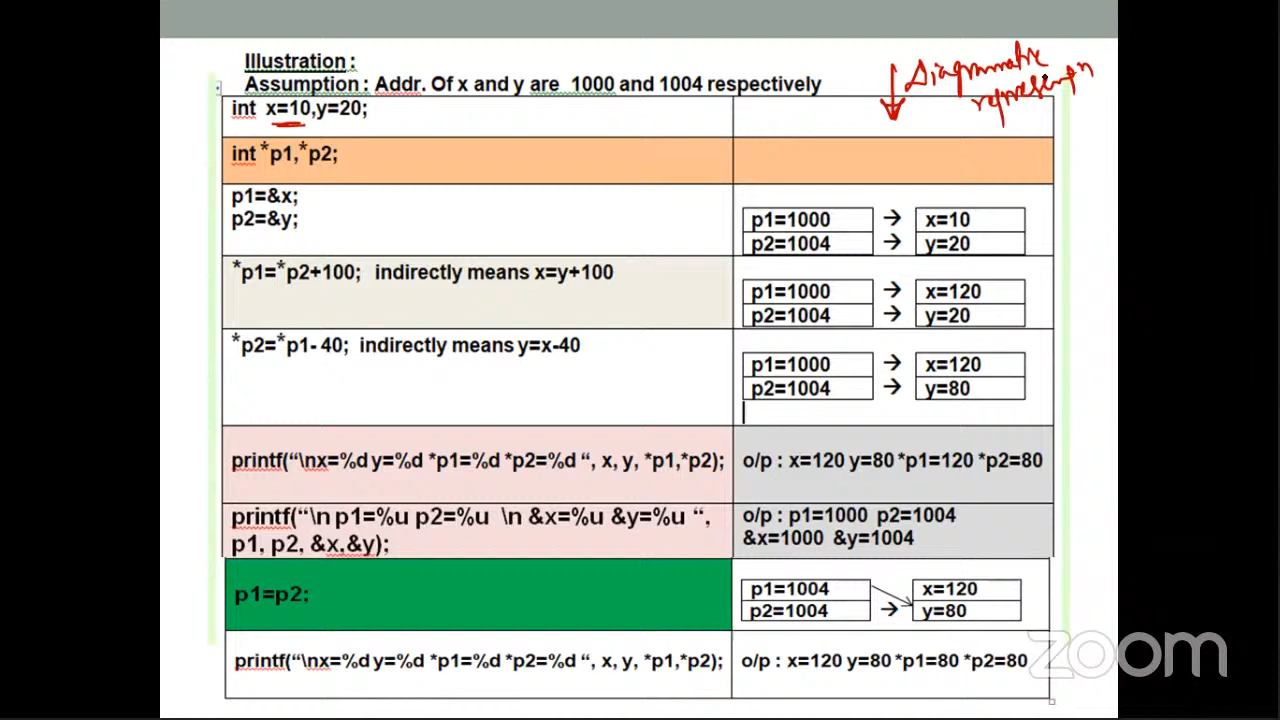 Illustration :
Assumption : Addr. Of x and y are 1000 and 1004 respectively
Diagrammatic
int x=10,y=20;
int *p1,*p2;
p1=&x;
p2=&y;
p1=1000 → x=10
p2=1004 → y=20
*p1=*p2+100; indirectly means x=y+100
p1=1000 → x=120
p2=1004 → y=20
*p2=*p1- 40; indirectly means y=x-40
p1=1000 → x=120
p2=1004 → y=80
printf(“\nx=%d y=%d *p1=%d *p2=%d “, x, y, *p1,*p2);
o/p : x=120 y=80 *p1=120 *p2=80
printf(“\n p1=%u p2=%u \n &x=%u &y=%u “,
p1, p2, &x,&y);
o/p : p1=1000 p2=1004
&x=1000 &y=1004
p1=p2;
p1=1004 x=120
p2=1004 → y=80
printf(“\nx=%d y=%d *p1=%d *p2=%d “, x, y, *p1,*p2);
o/p : x=120 y=80 *p1=80 *p2=80
zoom